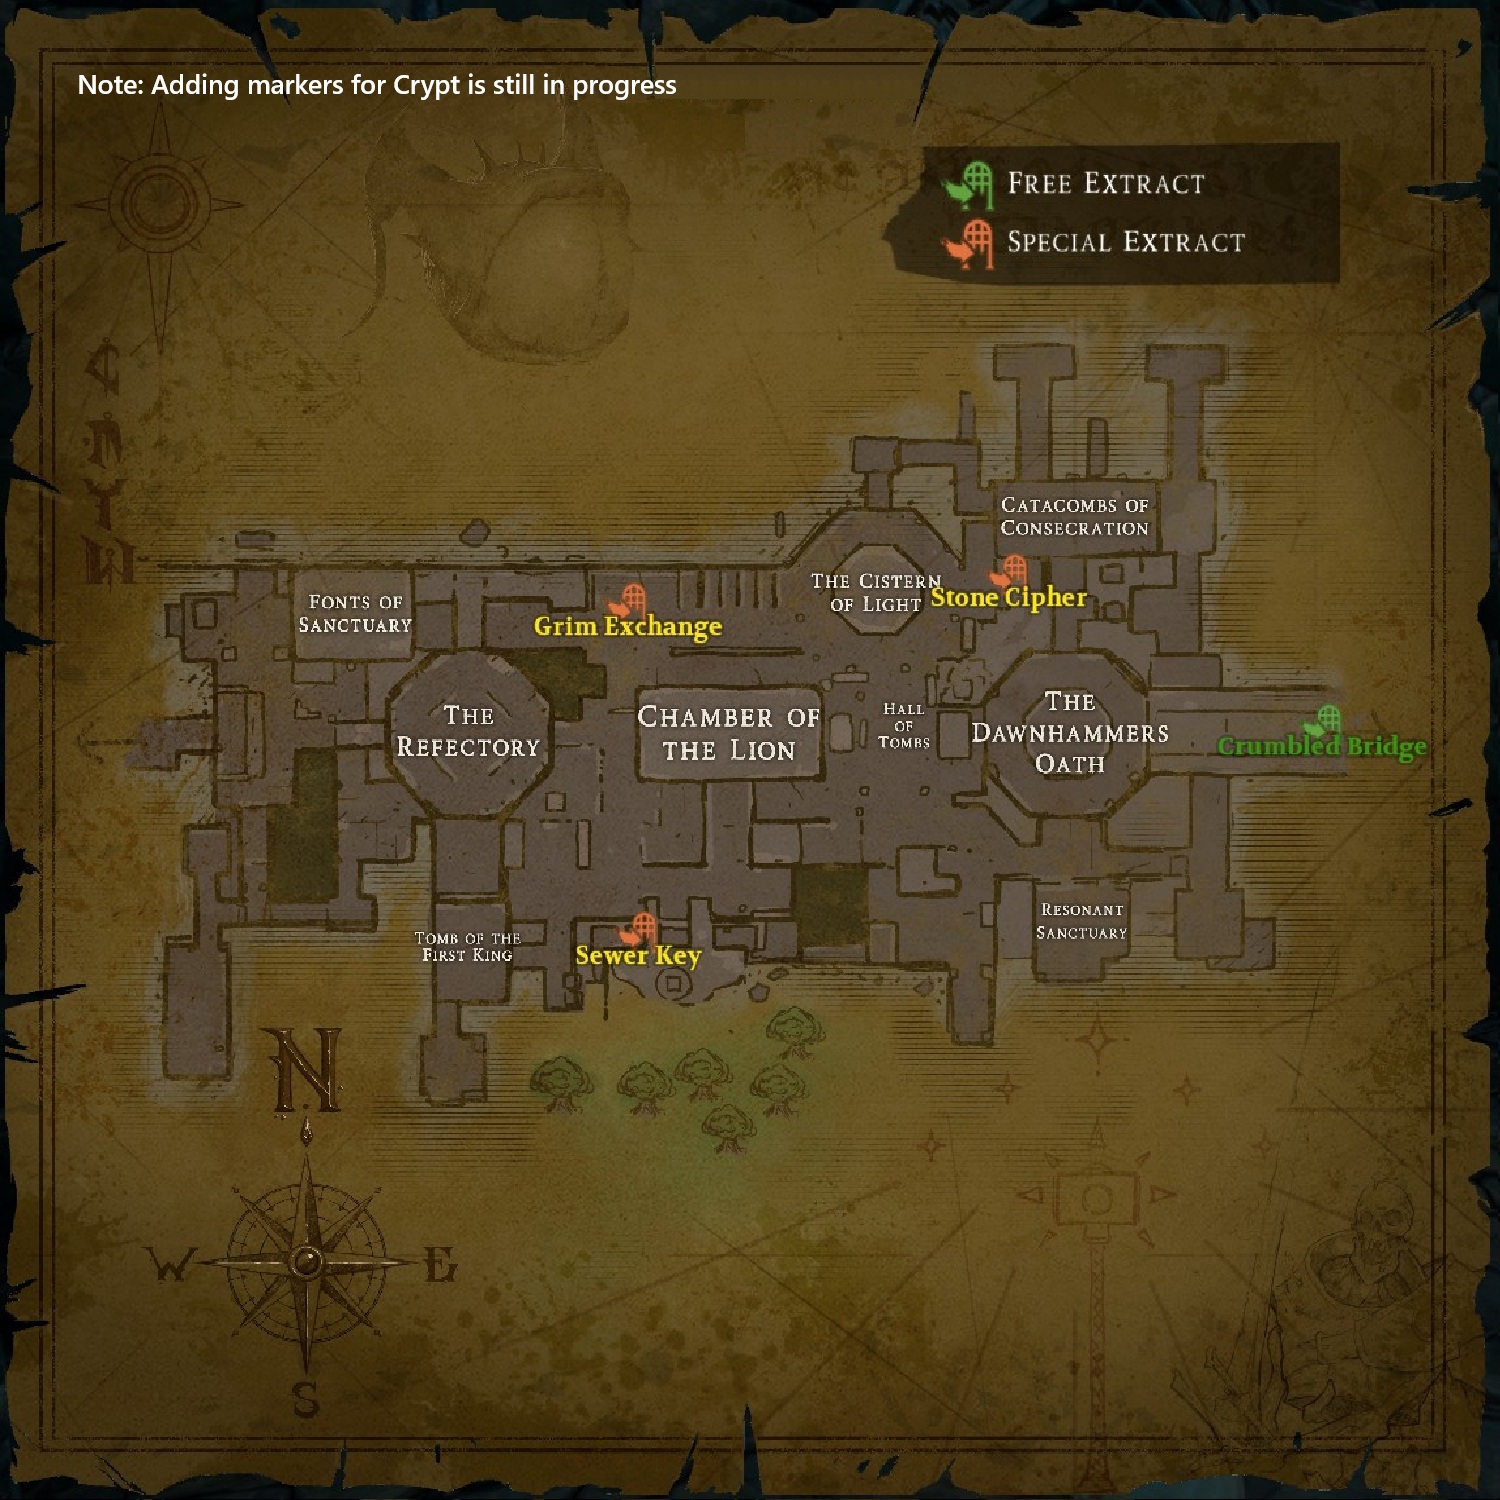 Note: Adding markers for Crypt is still in progress
FREE EXTRACT
SPECIAL EXTRACT
CATACOMBS OF
CONSECRATION
THE CISTERN
OF LIGHT
Stone Cipher
FONTS OF
SANCTUARY
Grim Exchange
THE
REFECTORY
CHAMBER OF
THE LION
HALL
OF
TOMBS
THE
DAWNHAMMERS
OATH
Crumbled Bridge
TOMB OF THE
FIRST KING
Sewer Key
RESONANT
SANCTUARY
N
W
E
S